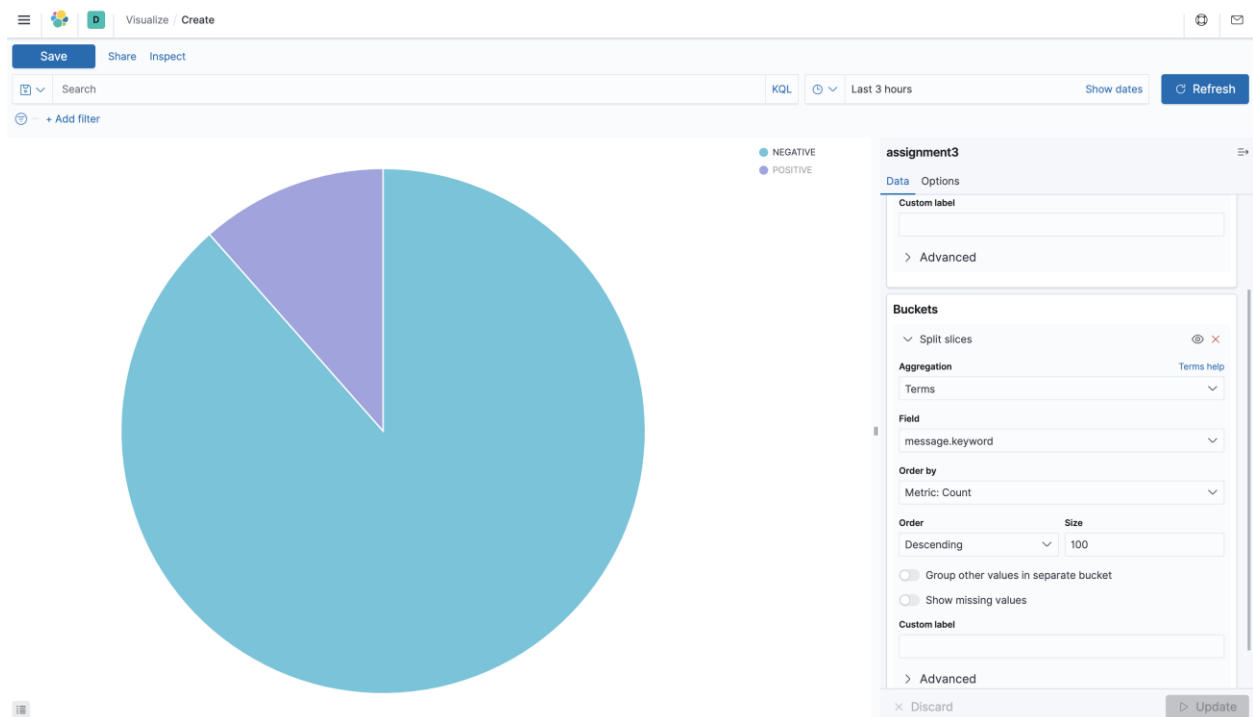 D Visualize / Create
Save Share Inspect
Search KQL Last 3 hours Show dates Refresh
+ Add filter
NEGATIVE
POSITIVE
assignment3
Data Options
Custom label
Advanced
Buckets
Split slices
Aggregation Terms help
Terms
Field
message.keyword
Order by
Metric: Count
Order Size
Descending 100
Group other values in separate bucket
Show missing values
Custom label
Advanced
Discard Update